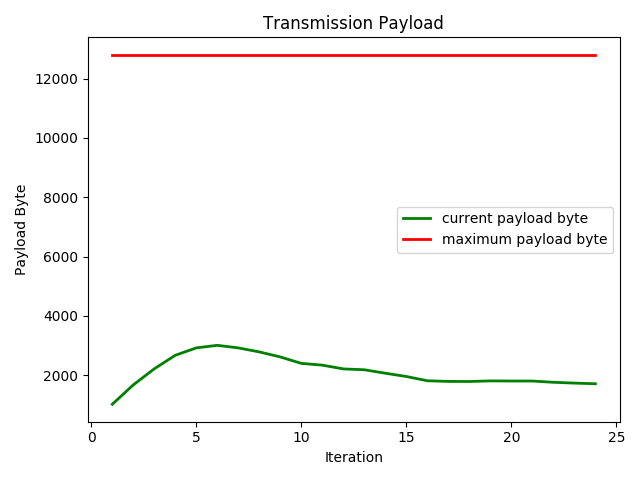 Transmission Payload
12000
10000
8000
6000
4000
2000
Payload Byte
current payload byte
maximum payload byte
0 5 10 15 20 25
Iteration